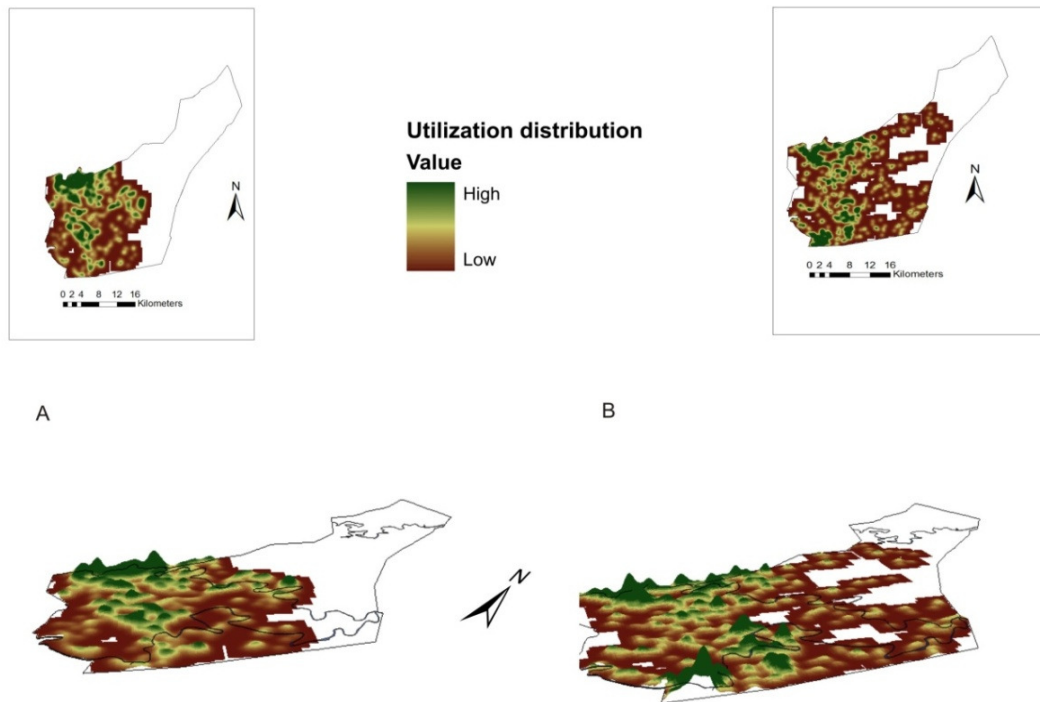 N
0 2 4 8 12 16
Kilometers
Utilization distribution
Value
High
Low
N
0 2 4 8 12 16
Kilometers
A
B
N